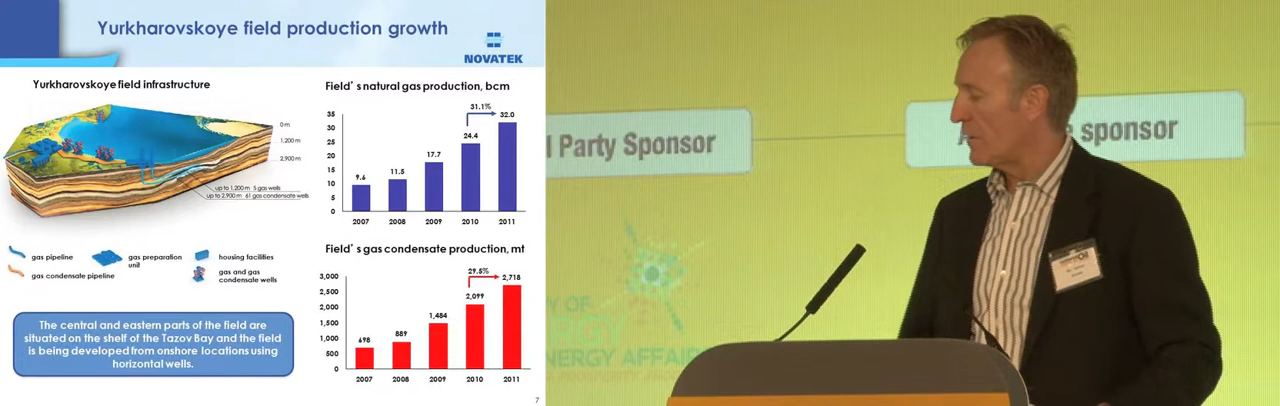 Yurkharovskoye field production growth
NOVATEK
Yurkharovskoye field infrastructure
0 m
1,200 m
2,900 m
up to 1,200 m 5 gas wells
up to 2,900 m 61 gas condensate wells
gas pipeline
gas condensate pipeline
gas preparation
unit
housing facilities
gas and gas
condensate wells
The central and eastern parts of the field are
situated on the shelf of the Tazov Bay and the field
is being developed from onshore locations using
horizontal wells.
Field's natural gas production, bcm
31.1%
35
30
25
20
15
10
5
0
9.6
11.5
17.7
24.4
32.0
2007
2008
2009
2010
2011
Field's gas condensate production, mt
29.5%
3,000
2,500
2,000
1,500
1,000
500
0
698
889
1,484
2,099
2,718
2007
2008
2009
2010
2011
7
l Party Sponsor
e sponsor
Y OF
ERGY
NERGY AFFAI